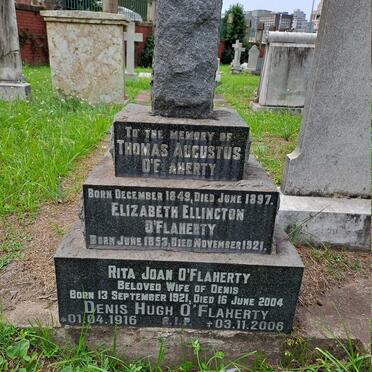 TO THE MEMORY OF
THOMAS AUGUSTUS
O'F AHERTY
BORN DECEMBER 1849, DIED JUNE 1897.
ELIZABETH ELLINGTON
O'FLAHERTY
BORN JUNE 1853, DIED NOVEMBER 1921.
RITA JOAN O'FLAHERTY
BELOVED WIFE OF DENIS
BORN 13 SEPTEMBER 1921, DIED 16 JUNE 2004
DENIS HUGH O'FLAHERTY
+01.04.1916 R.I.P. +03.11.2006